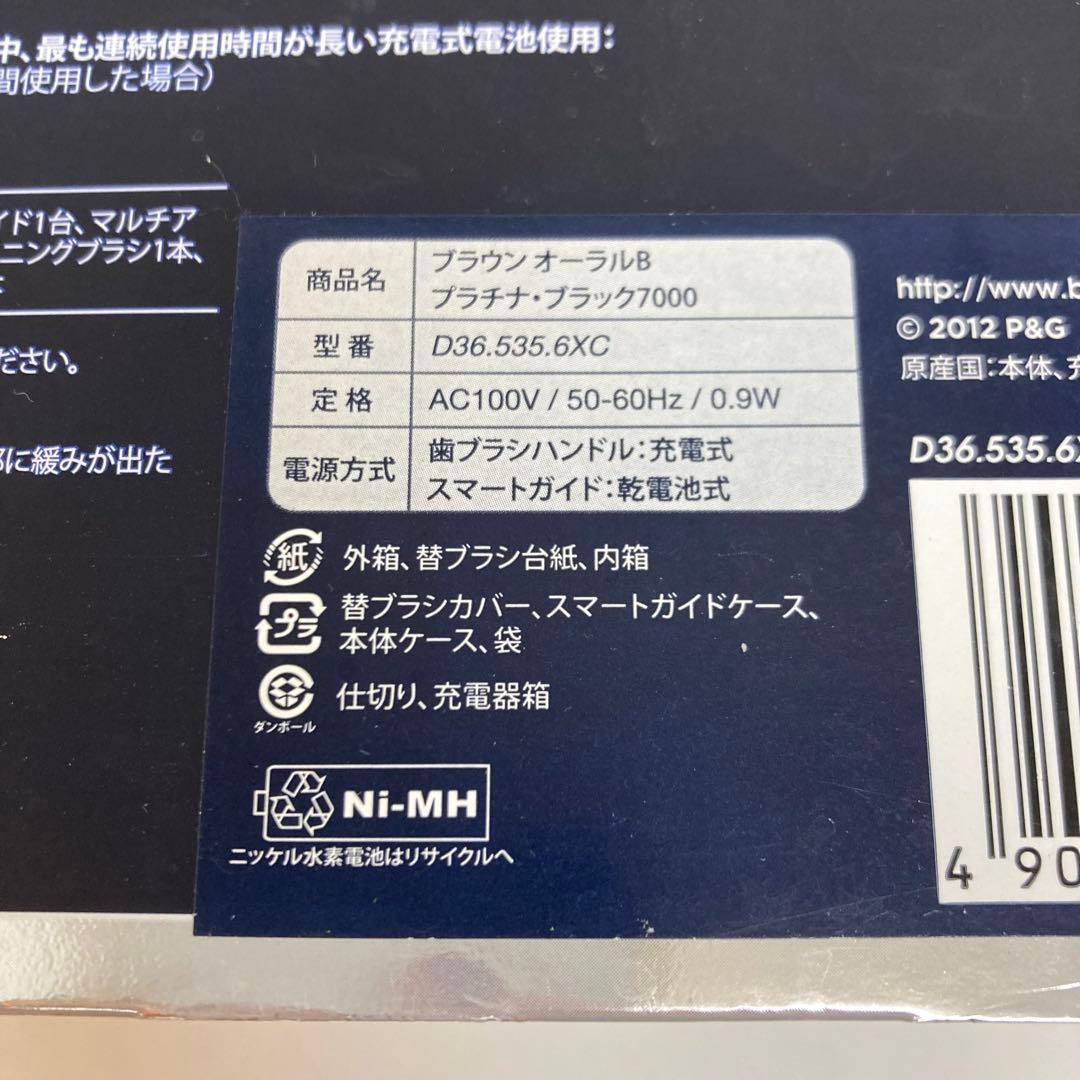 中、最も連続使用時間が長い充電式電池使用：
間使用した場合）
イド1台、マルチア
ニングブラシ1本、
ださい。
に緩みが出た
商品名
ブラウン オーラルB
プラチナ・ブラック7000
型番
D36.535.6XC
定格
AC100V / 50-60Hz / 0.9W
電源方式
歯ブラシハンドル：充電式
スマートガイド：乾電池式
紙
外箱、替ブラシ台紙、内箱
プラ
替ブラシカバー、スマートガイドケース、
本体ケース、袋
ダンボール
仕切り、充電器箱
Ni-MH
ニッケル水素電池はリサイクルへ
http://www.b
© 2012 P&G
原産国：本体、充
D36.535.6X
4 90